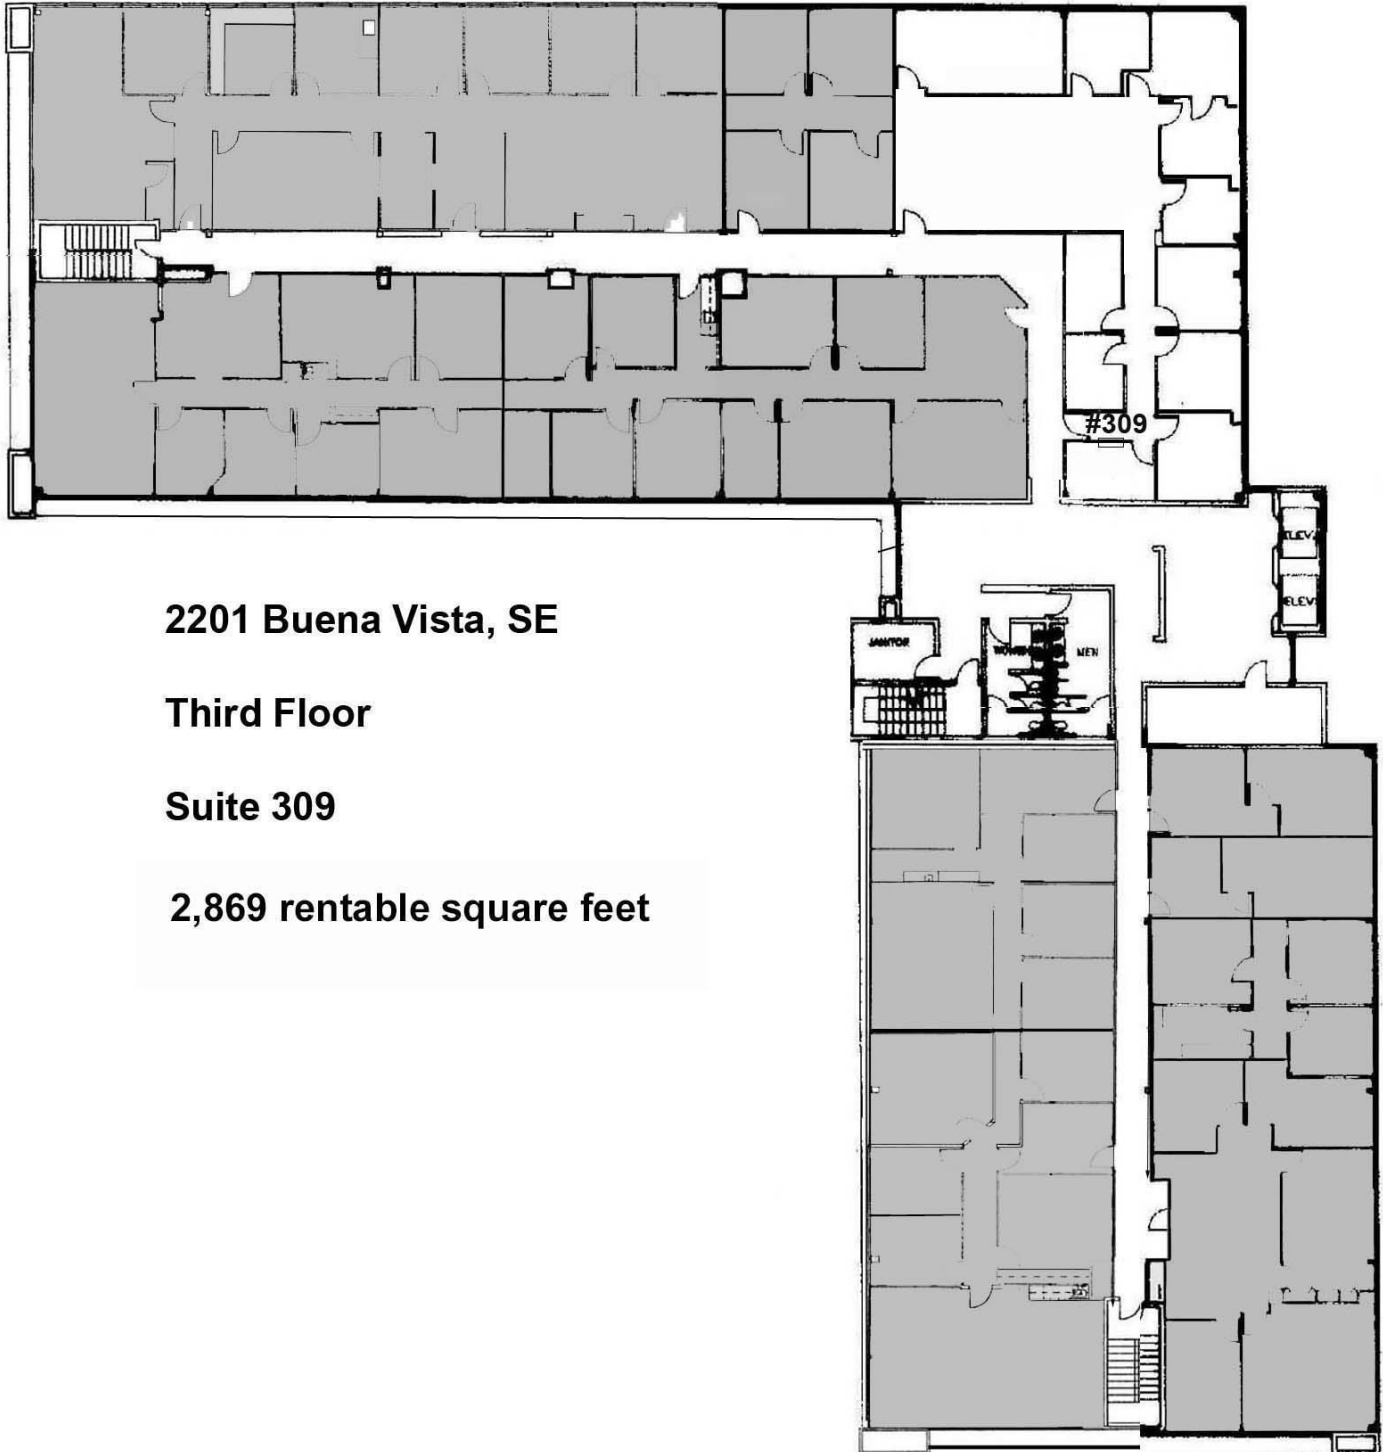 #309
ELEV.
ELEV.
2201 Buena Vista, SE
JANITOR
MEN
Third Floor
Suite 309
2,869 rentable square feet